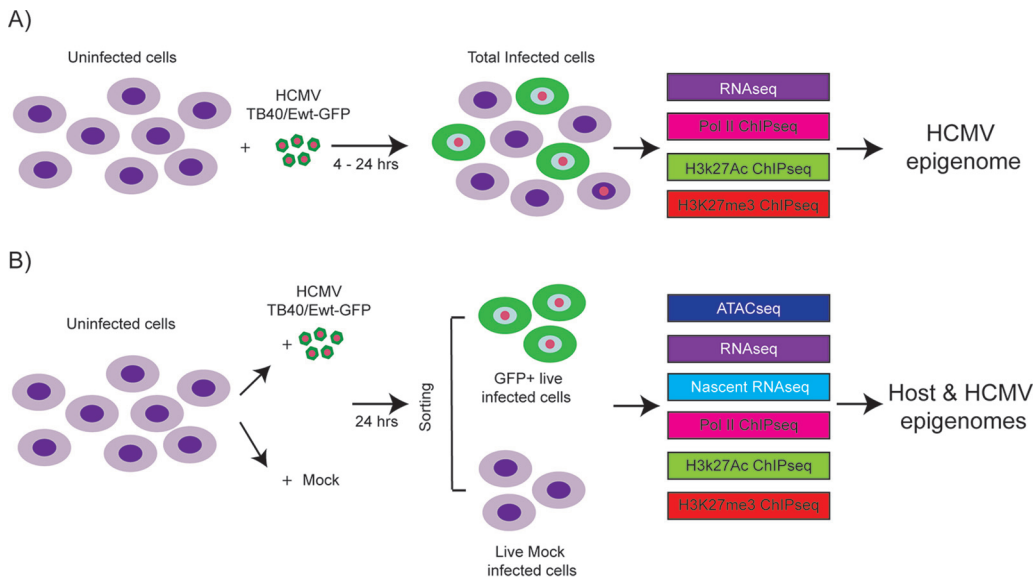 A)
Uninfected cells
+
HCMV
TB40/Ewt-GFP
4 - 24 hrs
Total Infected cells
RNAseq
Pol II ChIPseq
H3k27Ac ChIPseq
H3K27me3 ChIPseq
HCMV
epigenome
B)
Uninfected cells
HCMV
TB40/Ewt-GFP
+
+ Mock
24 hrs
Sorting
GFP+ live
infected cells
Live Mock
infected cells
ATACseq
RNAseq
Nascent RNAseq
Pol II ChIPseq
H3k27Ac ChIPseq
H3K27me3 ChIPseq
Host & HCMV
epigenomes